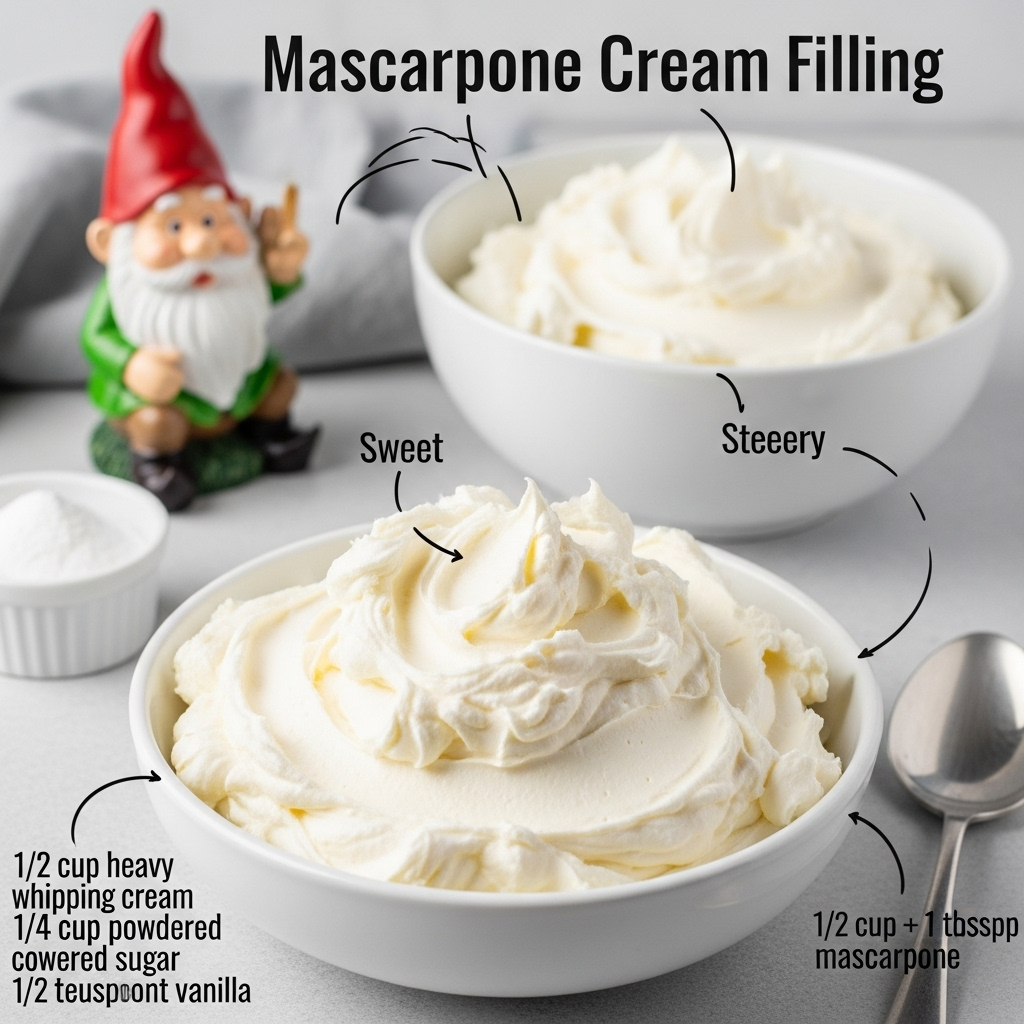 Mascarpone Cream Filling
Sweet
Steeery
1/2 cup heavy
whipping cream
1/4 cup powdered
cowered sugar
1/2 teuspoont vanilla
1/2 cup + 1 tbsspp
mascarpone